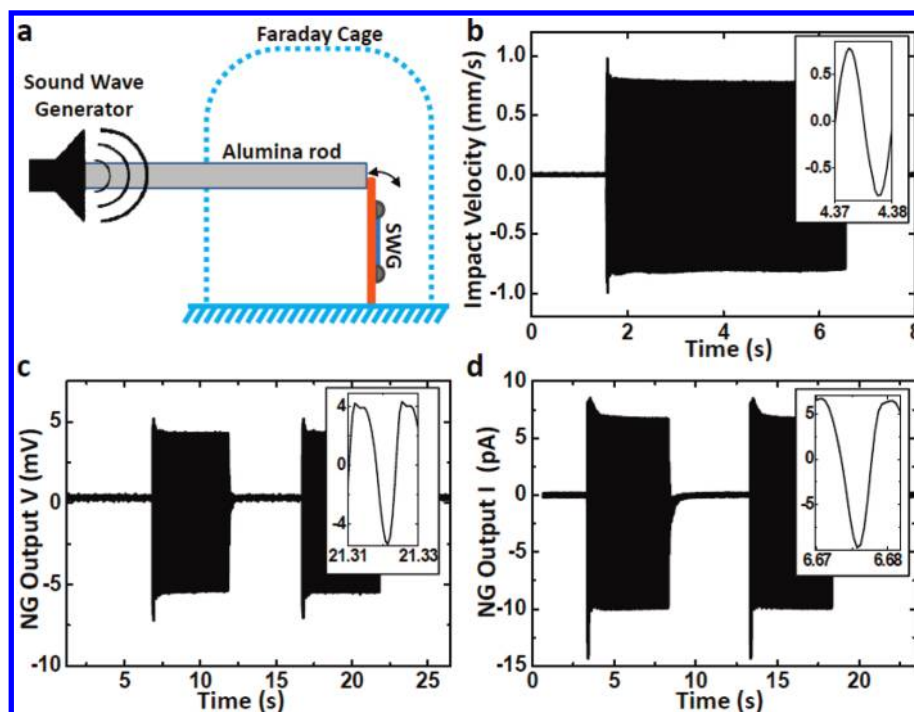 a
Faraday Cage
Sound Wave
Generator
Alumina rod
SWG
b
Impact Velocity (mm/s)
1.0
0.5
0.0
-0.5
-1.0
0.5
0.0
-0.5
4.37 4.38
0 2 4 6 8
Time (s)
c
NG Output V (mV)
5
0
-5
-10
4
0
-4
21.31 21.33
5 10 15 20 25
Time (s)
d
NG Output I (pA)
10
5
0
-5
-10
-15
5
0
-5
6.67 6.68
0 5 10 15 20
Time (s)